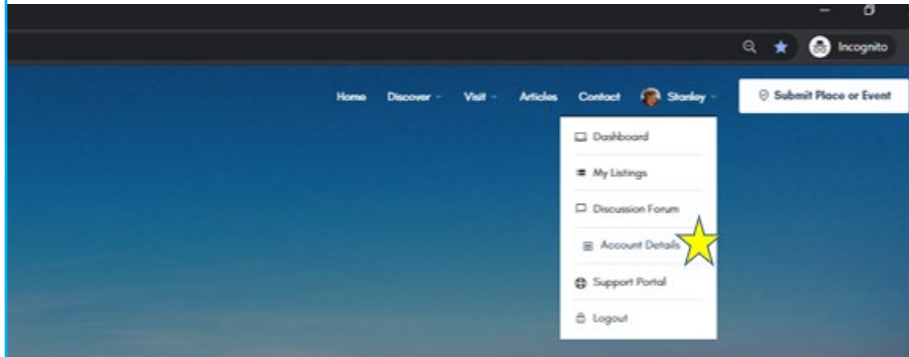 Incognito
Home Discover Visit Articles Contact Stanley Submit Place or Event
Dashboard
My Listings
Discussion Forum
Account Details
Support Portal
Logout